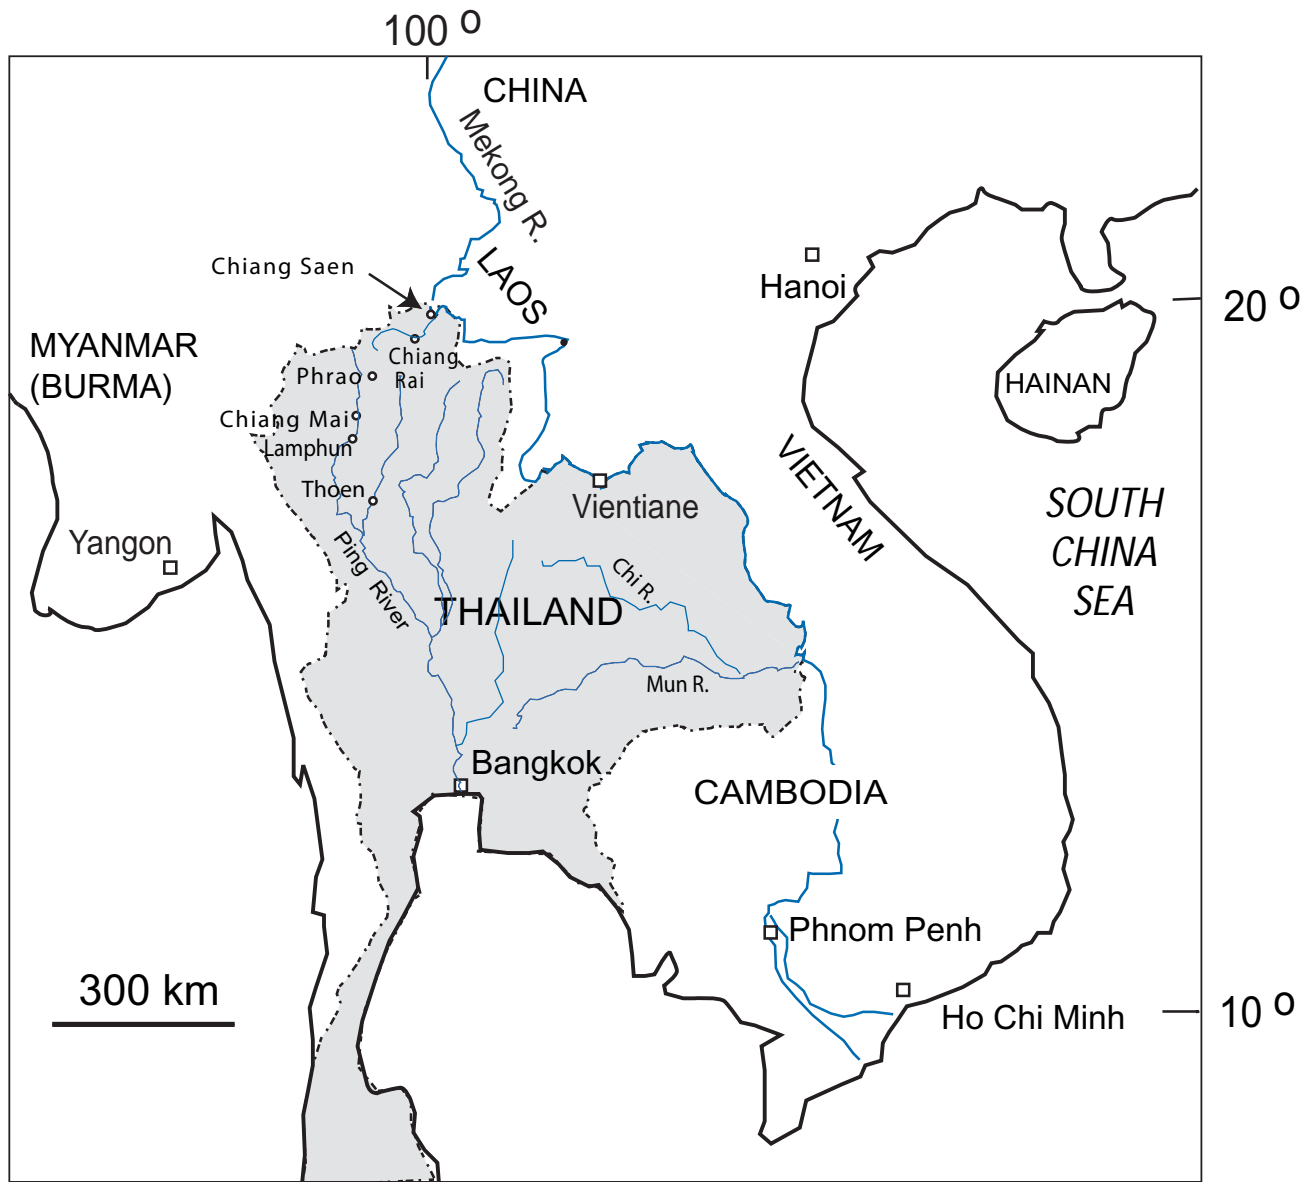 100 o
CHINA
Mekong R.
Chiang Saen
LAOS
Hanoi
20 o
MYANMAR
(BURMA)
Chiang
Rai
Phrao
HAINAN
Chiang Mai
Lamphun
Thoen
Vientiane
VIETNAM
SOUTH
CHINA
SEA
Yangon
Ping River
Chi R.
THAILAND
Mun R.
Bangkok
CAMBODIA
Phnom Penh
300 km
Ho Chi Minh
10 o